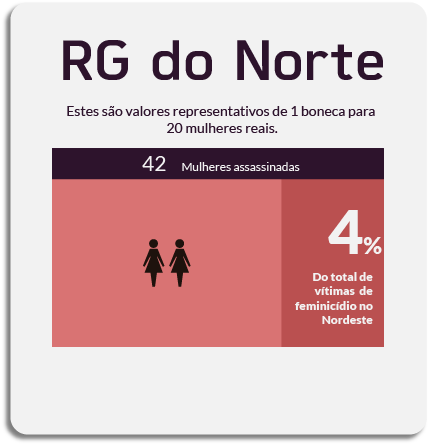 RG do Norte
Estes são valores representativos de 1 boneca para
20 mulheres reais.
42 Mulheres assassinadas
4%
Do total de
vítimas de
feminicídio no
Nordeste